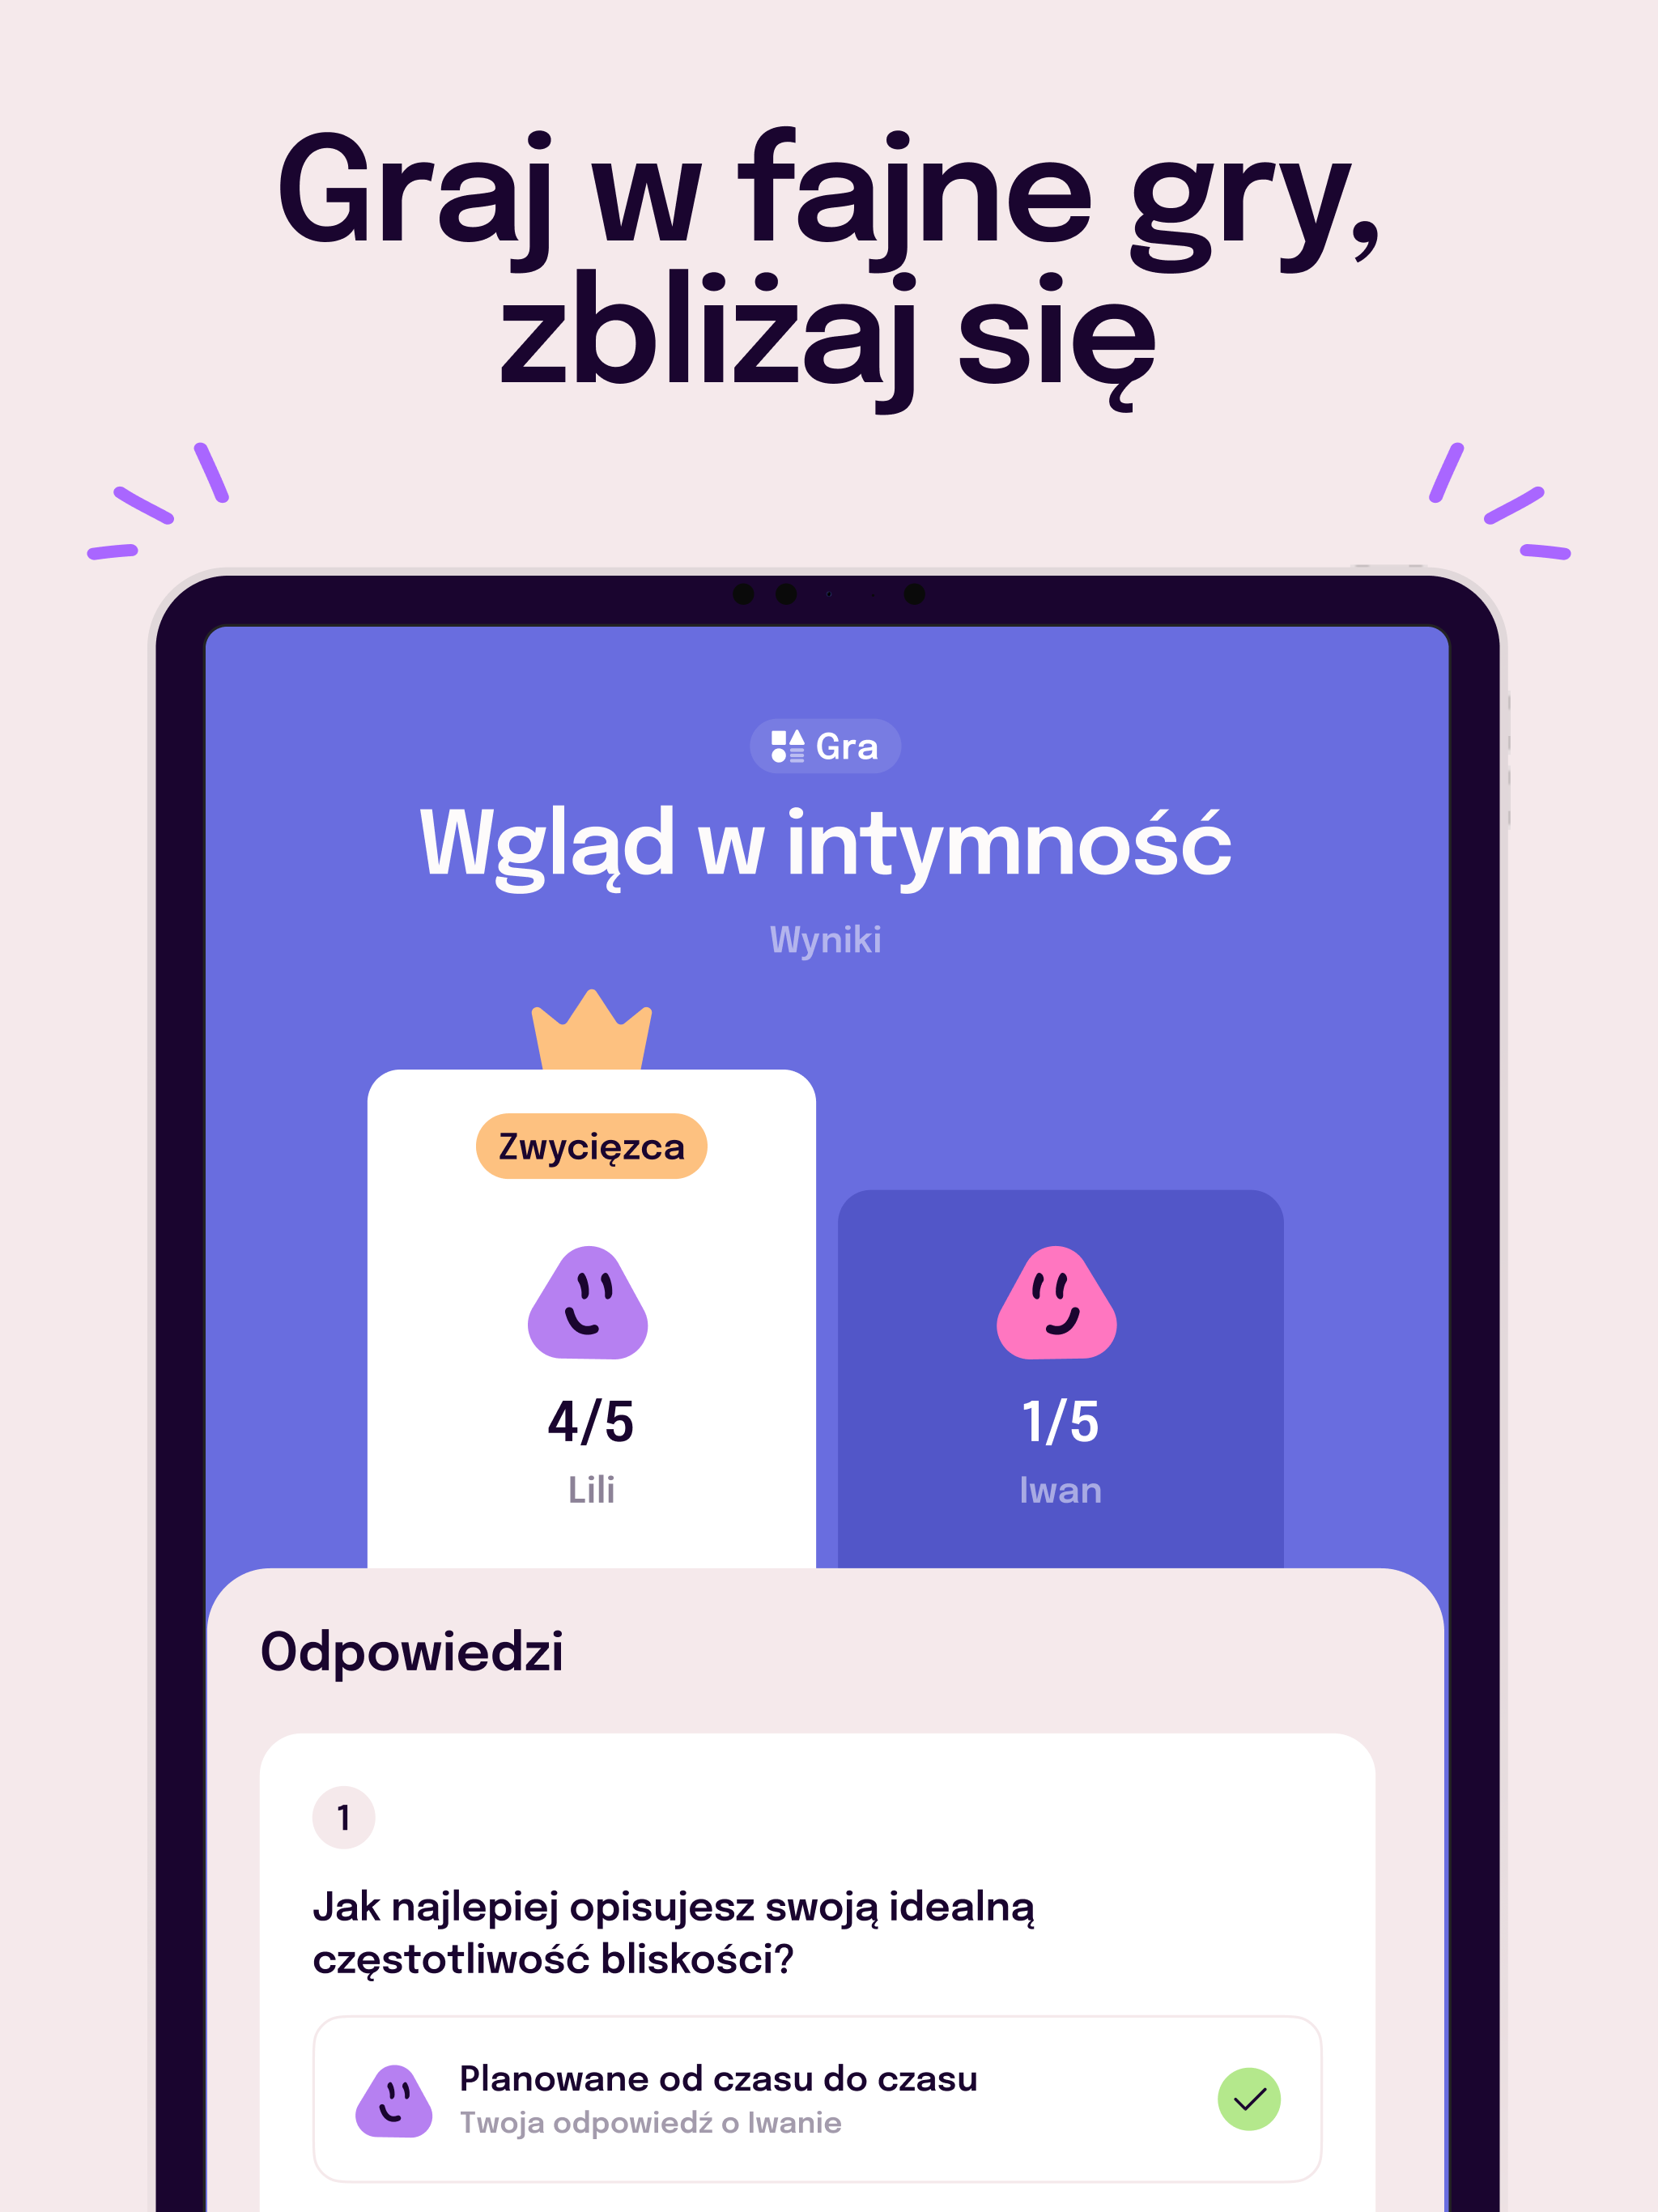 Graj w fajne gry,
zbliżaj się
Gra
Wgląd w intymność
Wyniki
Zwycięzca
4/5
Lili
1/5
Iwan
Odpowiedzi
1
Jak najlepiej opisujesz swoją idealną
częstotliwość bliskości?
Planowane od czasu do czasu
Twoja odpowiedź o Iwanie